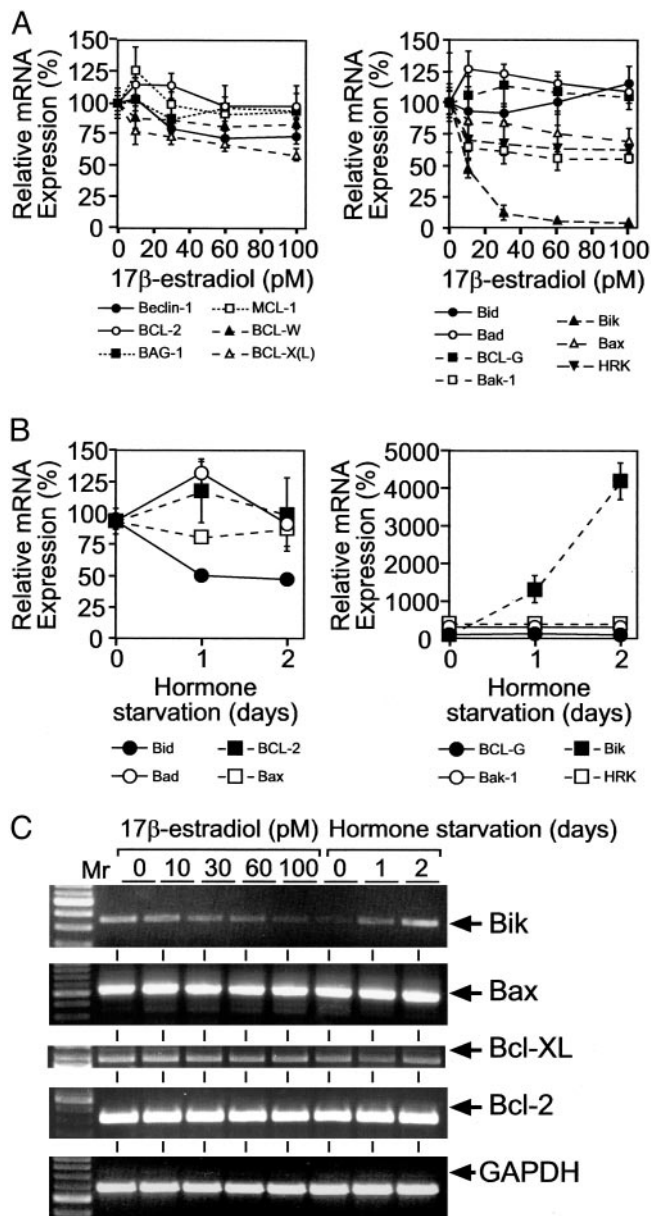 A
Relative mRNA Expression (%)
150
125
100
75
50
25
0
0 20 40 60 80 100
17β-estradiol (pM)
Beclin-1
BCL-2
BAG-1
MCL-1
BCL-W
BCL-X(L)
Relative mRNA Expression (%)
150
125
100
75
50
25
0
0 20 40 60 80 100
17β-estradiol (pM)
Bid
Bad
BCL-G
Bak-1
Bik
Bax
HRK
B
Relative mRNA Expression (%)
150
125
100
75
50
25
0
0 1 2
Hormone
starvation (days)
Bid
Bad
BCL-2
Bax
Relative mRNA Expression (%)
5000
4000
3000
2000
1000
0
0 1 2
Hormone
starvation (days)
BCL-G
Bak-1
Bik
HRK
C
17β-estradiol (pM) Hormone starvation (days)
Mr 0 10 30 60 100 0 1 2
Bik
Bax
Bcl-XL
Bcl-2
GAPDH